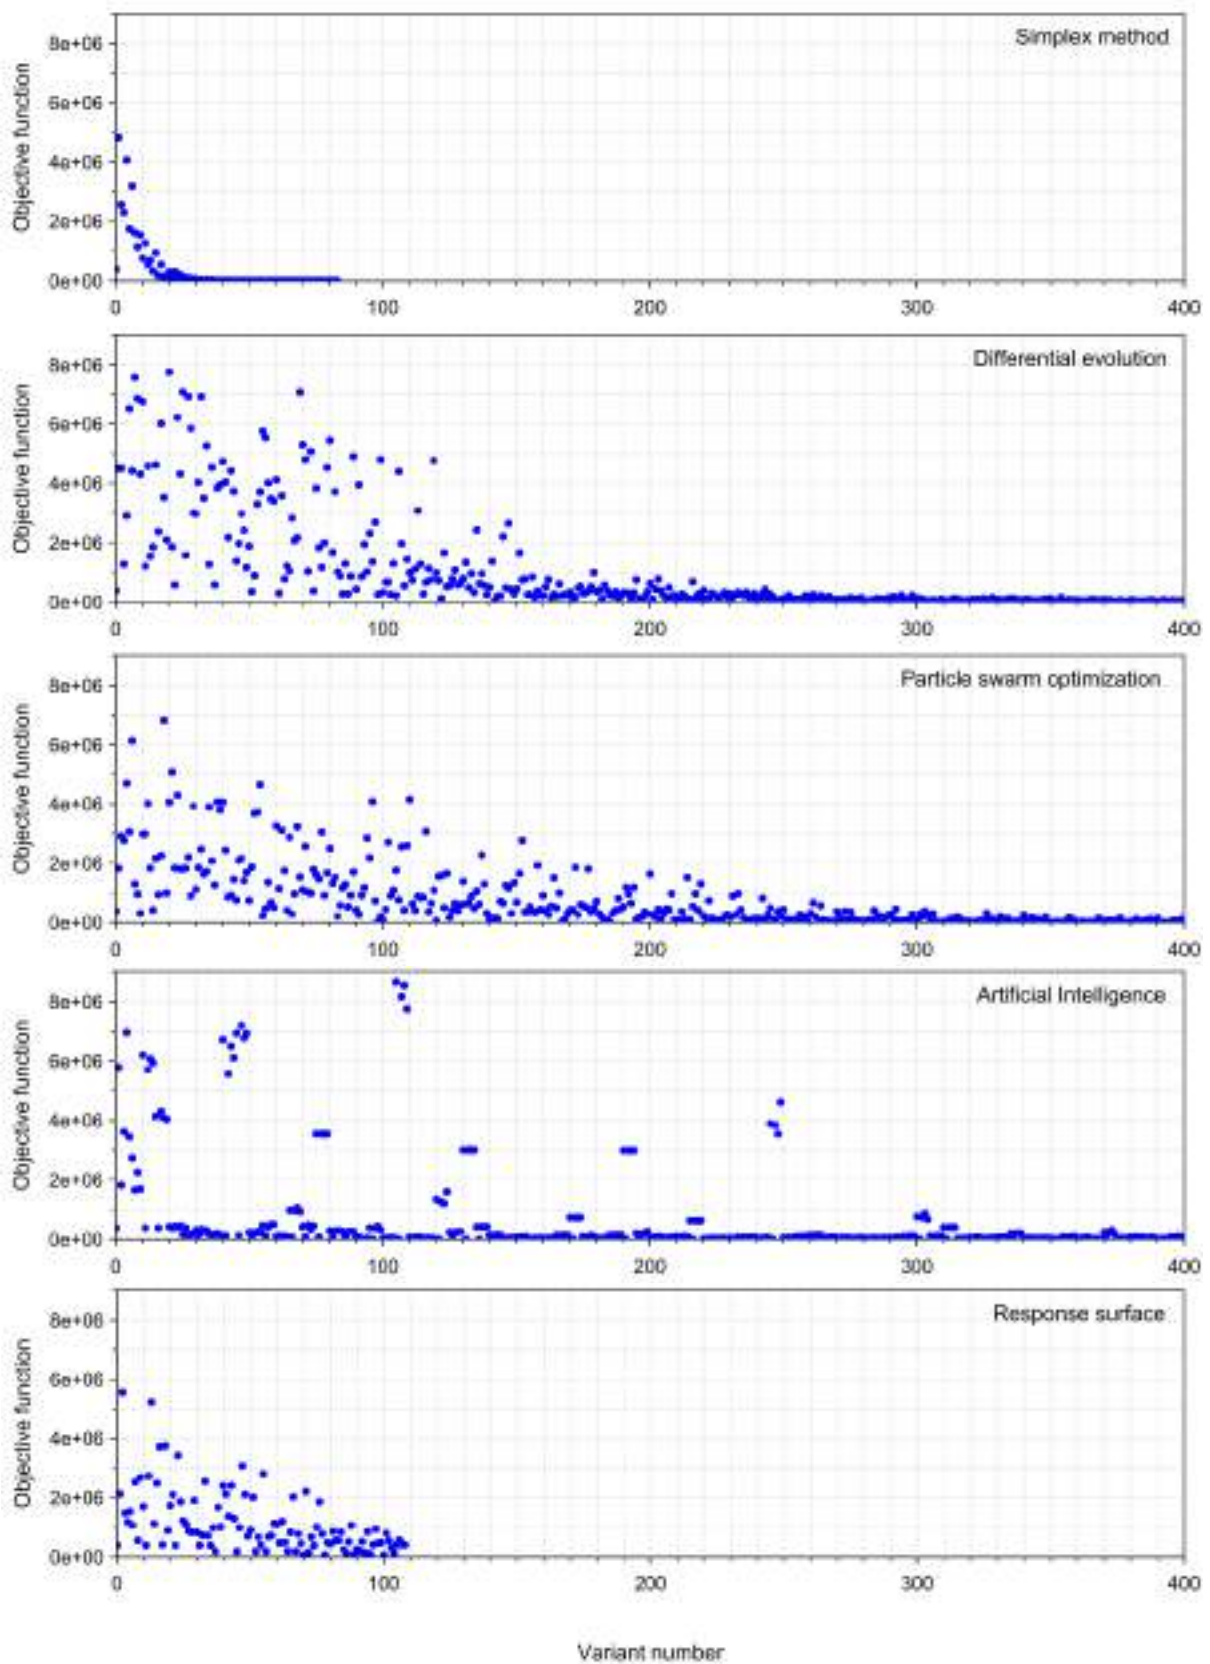 Simplex method
Objective function
8e+06
6e+06
4e+06
2e+06
0e+00
0 100 200 300 400
Differential evolution
Objective function
8e+06
6e+06
4e+06
2e+06
0e+00
0 100 200 300 400
Particle swarm optimization
Objective function
8e+06
6e+06
4e+06
2e+06
0e+00
0 100 200 300 400
Artificial Intelligence
Objective function
8e+06
6e+06
4e+06
2e+06
0e+00
0 100 200 300 400
Response surface
Objective function
8e+06
6e+06
4e+06
2e+06
0e+00
0 100 200 300 400
Variant number